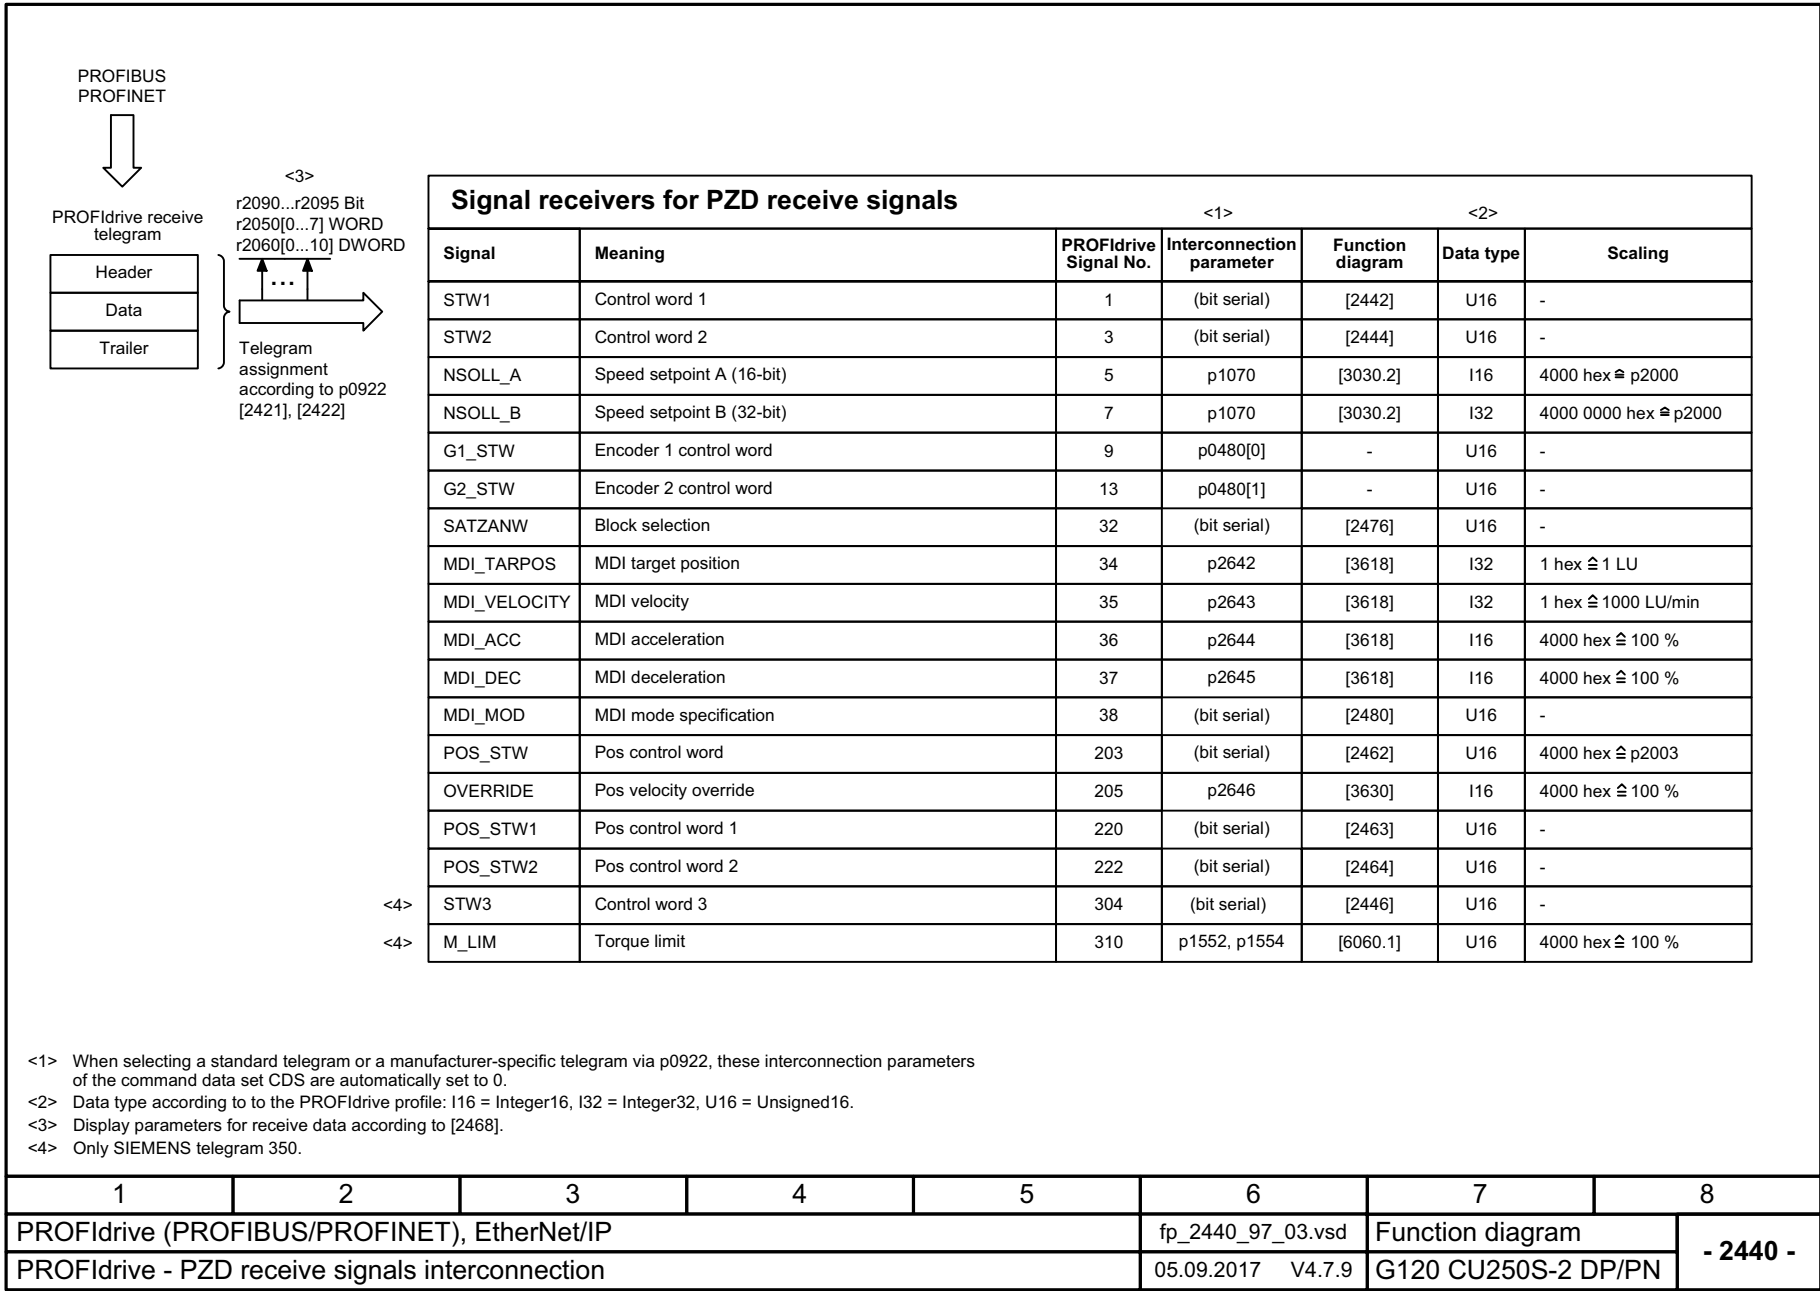 PROFIBUS
PROFINET
PROFIdrive receive
telegram
Header
Data
Trailer
<3>
r2090...r2095 Bit
r2050[0...7] WORD
r2060[0...10] DWORD
...
Telegram
assignment
according to p0922
[2421], [2422]
Signal receivers for PZD receive signals <1> <2>
Signal Meaning PROFIdrive Signal No. Interconnection parameter Function diagram Data type Scaling
STW1 Control word 1 1 (bit serial) [2442] U16 -
STW2 Control word 2 3 (bit serial) [2444] U16 -
NSOLL_A Speed setpoint A (16-bit) 5 p1070 [3030.2] I16 4000 hex ≙ p2000
NSOLL_B Speed setpoint B (32-bit) 7 p1070 [3030.2] I32 4000 0000 hex ≙ p2000
G1_STW Encoder 1 control word 9 p0480[0] - U16 -
G2_STW Encoder 2 control word 13 p0480[1] - U16 -
SATZANW Block selection 32 (bit serial) [2476] U16 -
MDI_TARPOS MDI target position 34 p2642 [3618] I32 1 hex ≙ 1 LU
MDI_VELOCITY MDI velocity 35 p2643 [3618] I32 1 hex ≙ 1000 LU/min
MDI_ACC MDI acceleration 36 p2644 [3618] I16 4000 hex ≙ 100 %
MDI_DEC MDI deceleration 37 p2645 [3618] I16 4000 hex ≙ 100 %
MDI_MOD MDI mode specification 38 (bit serial) [2480] U16 -
POS_STW Pos control word 203 (bit serial) [2462] U16 4000 hex ≙ p2003
OVERRIDE Pos velocity override 205 p2646 [3630] I16 4000 hex ≙ 100 %
POS_STW1 Pos control word 1 220 (bit serial) [2463] U16 -
POS_STW2 Pos control word 2 222 (bit serial) [2464] U16 -
<4> STW3 Control word 3 304 (bit serial) [2446] U16 -
<4> M_LIM Torque limit 310 p1552, p1554 [6060.1] U16 4000 hex ≙ 100 %
<1> When selecting a standard telegram or a manufacturer-specific telegram via p0922, these interconnection parameters
of the command data set CDS are automatically set to 0.
<2> Data type according to to the PROFIdrive profile: I16 = Integer16, I32 = Integer32, U16 = Unsigned16.
<3> Display parameters for receive data according to [2468].
<4> Only SIEMENS telegram 350.
1 2 3 4 5 6 7 8
PROFIdrive (PROFIBUS/PROFINET), EtherNet/IP fp_2440_97_03.vsd Function diagram - 2440 -
PROFIdrive - PZD receive signals interconnection 05.09.2017 V4.7.9 G120 CU250S-2 DP/PN